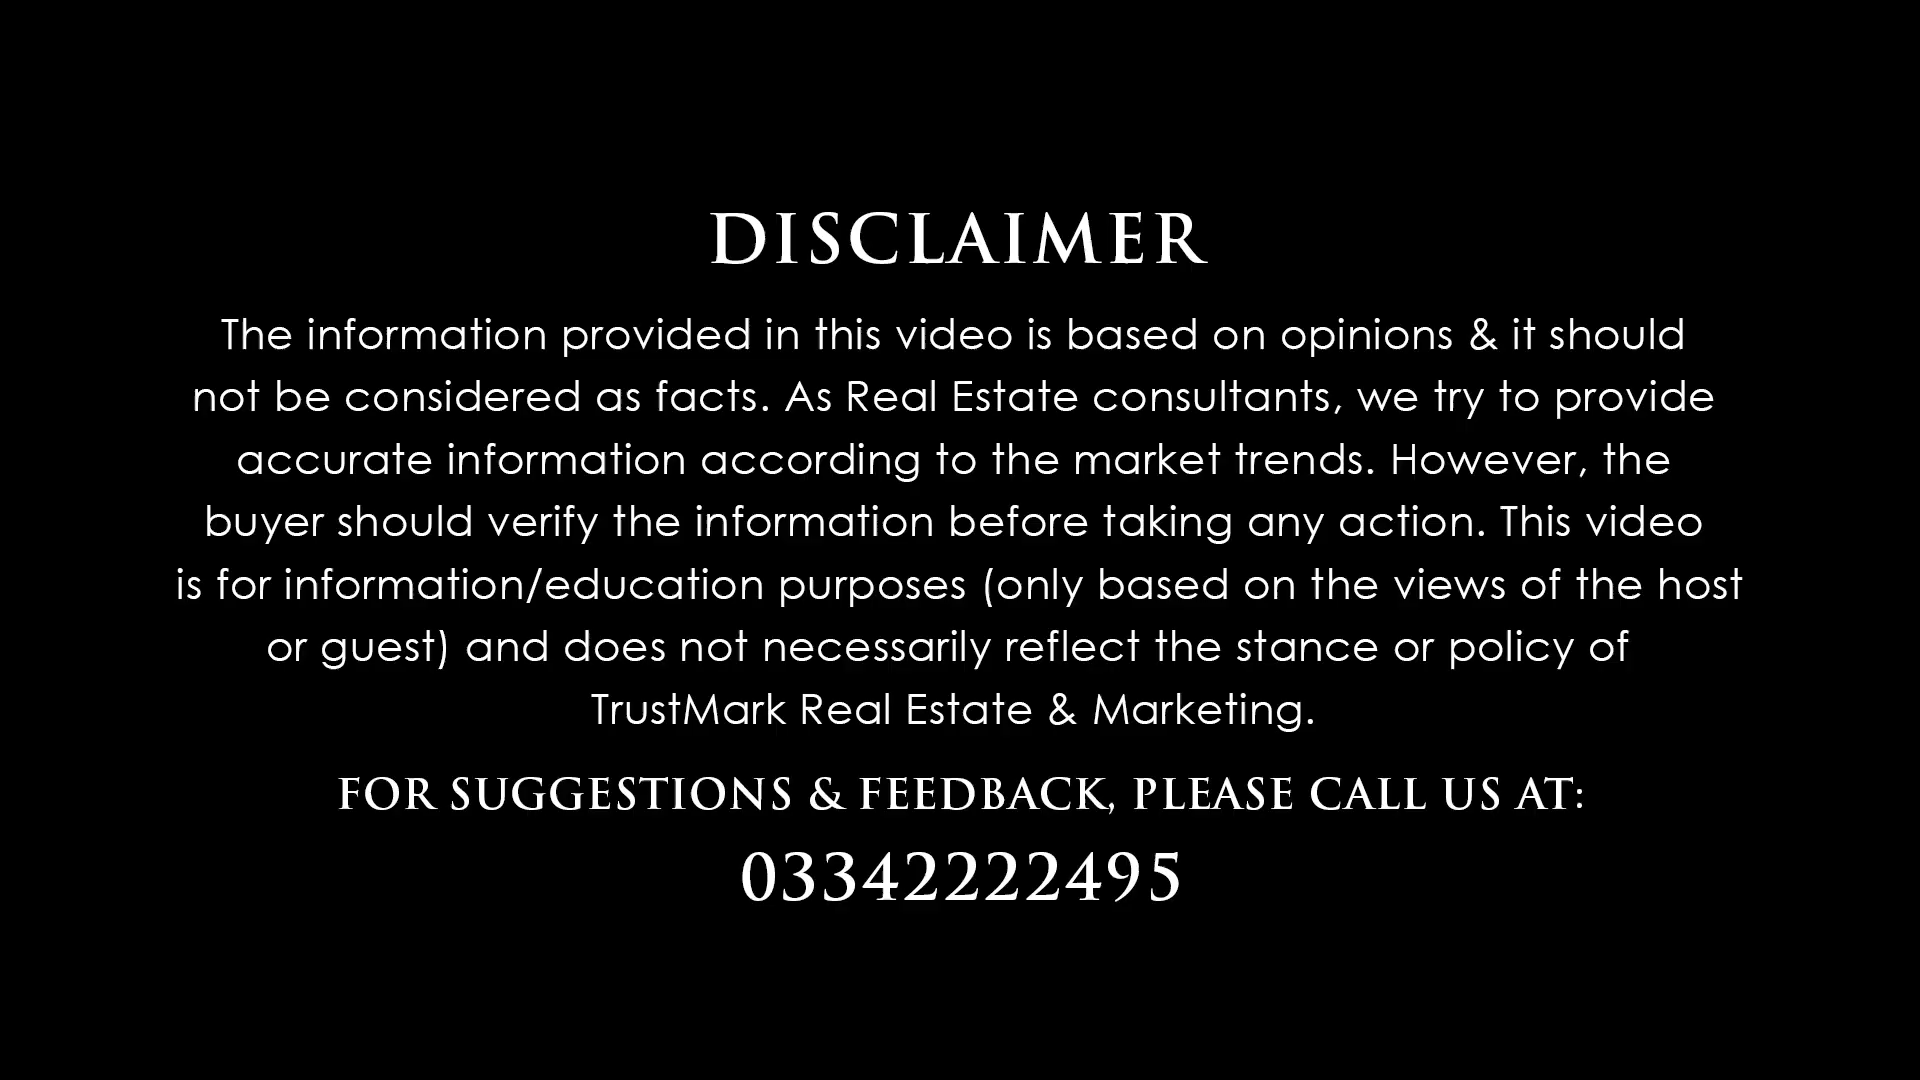 DISCLAIMER
The information provided in this video is based on opinions & it should
not be considered as facts. As Real Estate consultants, we try to provide
accurate information according to the market trends. However, the
buyer should verify the information before taking any action. This video
is for information/education purposes (only based on the views of the host
or guest) and does not necessarily reflect the stance or policy of
TrustMark Real Estate & Marketing.
FOR SUGGESTIONS & FEEDBACK, PLEASE CALL US AT:
03342222495